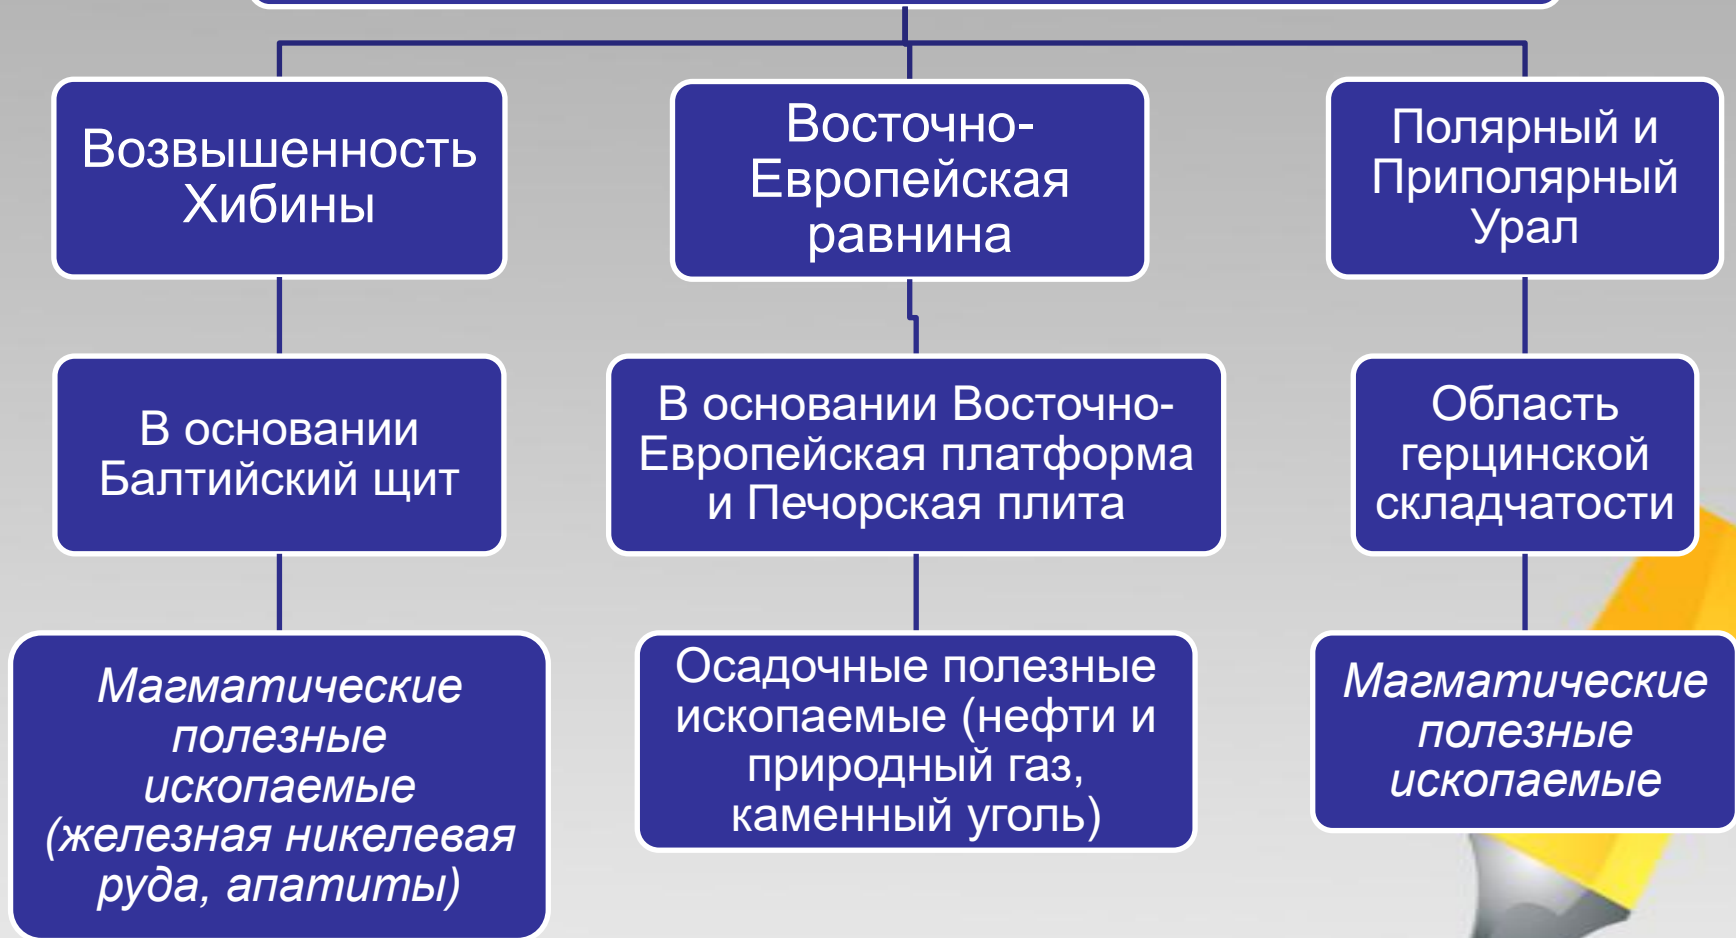 Возвышенность
Хибины
Восточно-
Европейская
равнина
Полярный и
Приполярный
Урал
В основании
Балтийский щит
В основании Восточно-
Европейская платформа
и Печорская плита
Область
герцинской
складчатости
Магматические
полезные
ископаемые
(железная никелевая
руда, апатиты)
Осадочные полезные
ископаемые (нефти и
природный газ,
каменный уголь)
Магматические
полезные
ископаемые